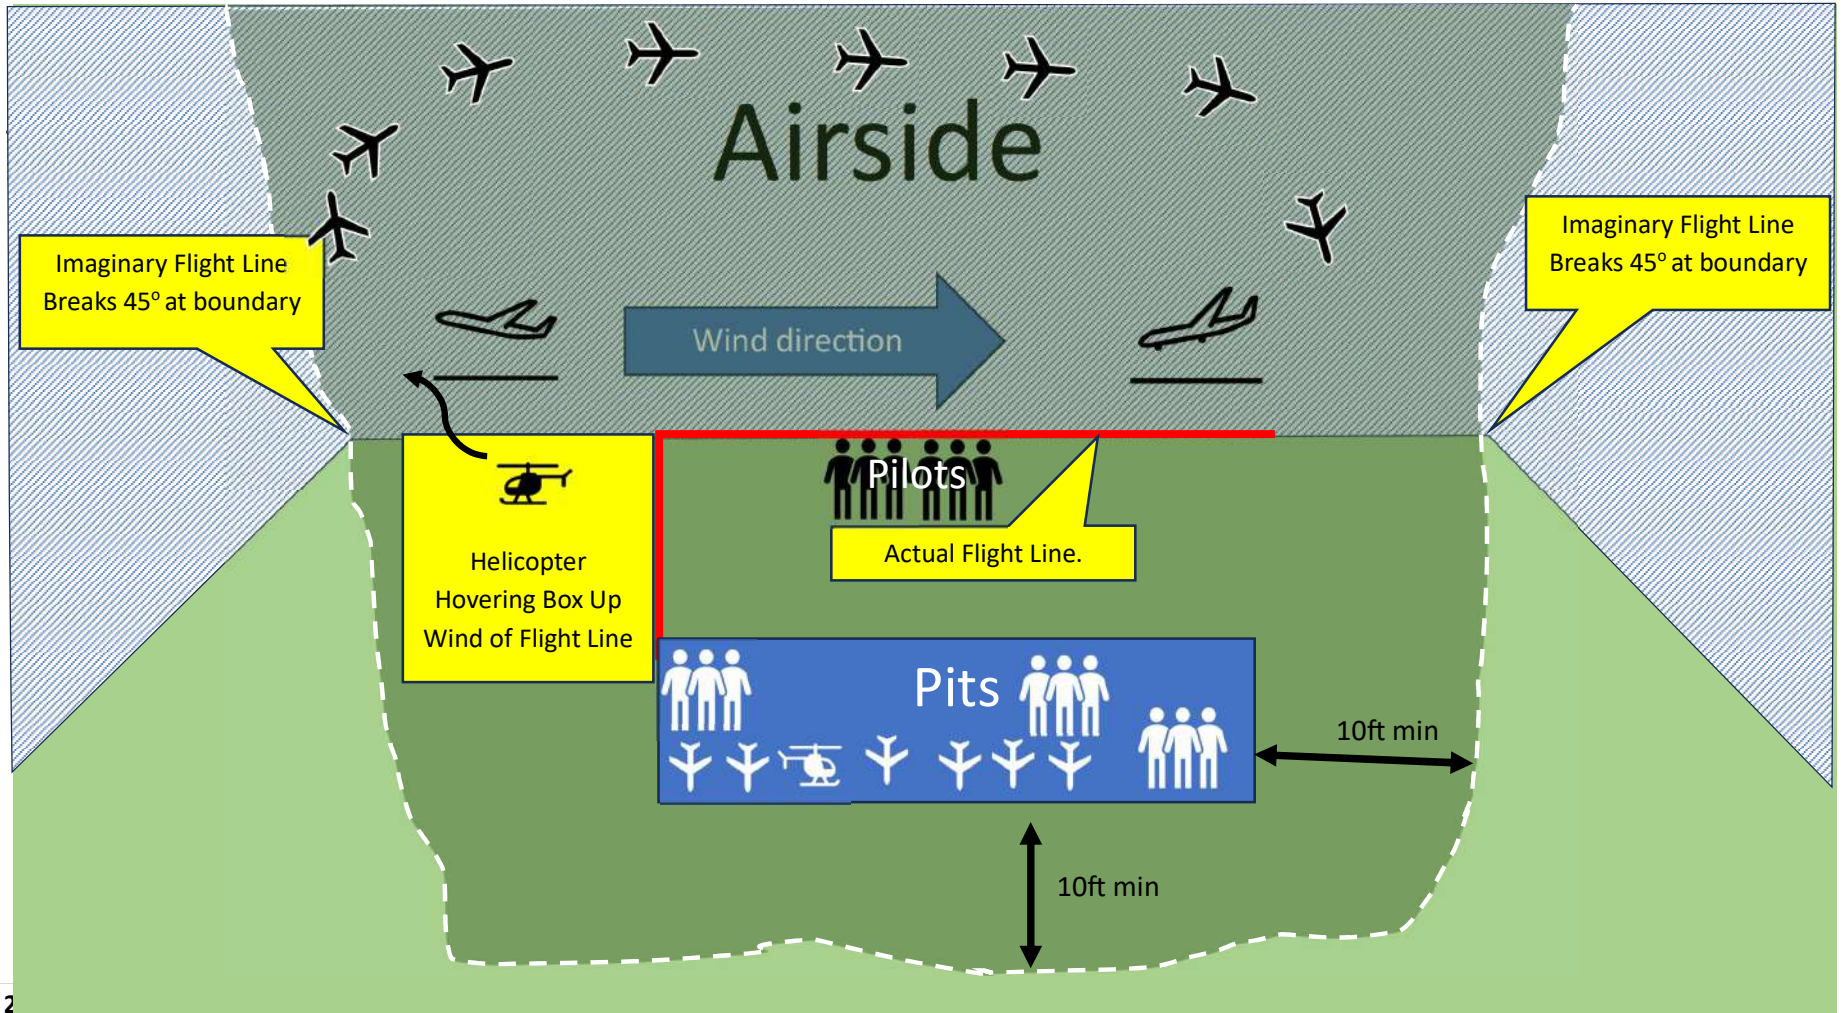 Airside
Imaginary Flight Line
Breaks 45° at boundary
Imaginary Flight Line
Breaks 45° at boundary
Wind direction
Pilots
Actual Flight Line.
Helicopter
Hovering Box Up
Wind of Flight Line
Pits
10ft min
10ft min
2